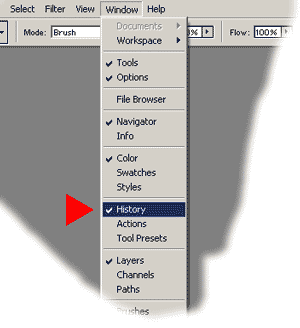 Select Filter View Window Help
Mode: Brush 0% Flow: 100%
Documents
Workspace
Tools
Options
File Browser
Navigator
Info
Color
Swatches
Styles
History
Actions
Tool Presets
Layers
Channels
Paths
Brushes